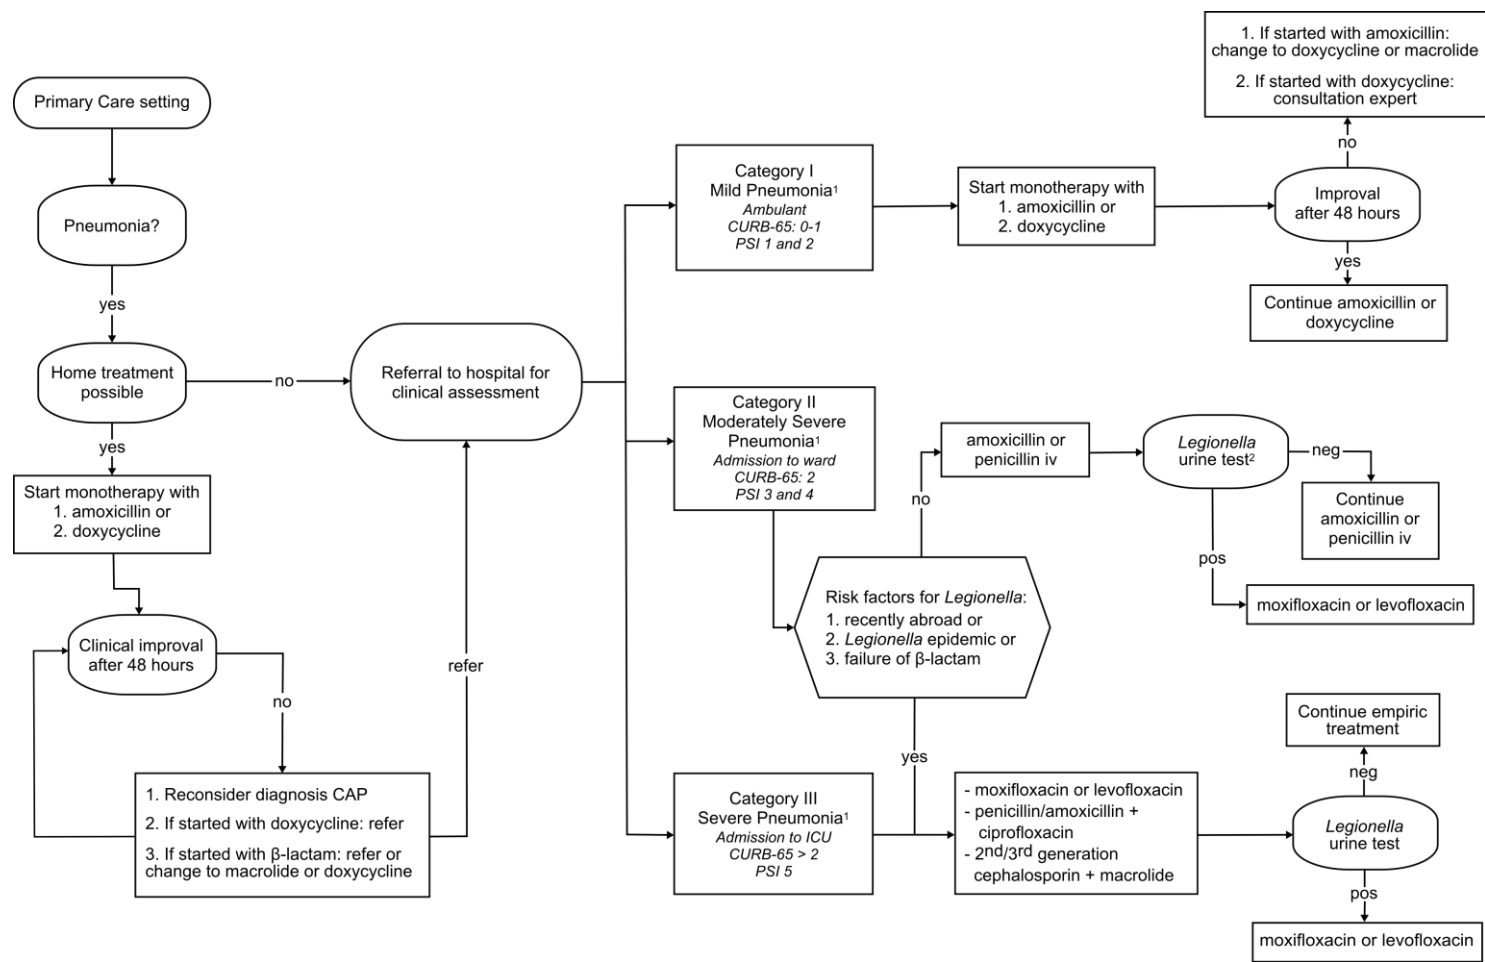 Primary Care setting
Pneumonia?
yes
Home treatment
possible
no
yes
Start monotherapy with
1. amoxicillin or
2. doxycycline
Clinical improval
after 48 hours
no
1. Reconsider diagnosis CAP
2. If started with doxycycline: refer
3. If started with β-lactam: refer or
change to macrolide or doxycycline
refer
Referral to hospital for
clinical assessment
Category I
Mild Pneumonia¹
Ambulant
CURB-65: 0-1
PSI 1 and 2
Start monotherapy with
1. amoxicillin or
2. doxycycline
Improval
after 48 hours
no
1. If started with amoxicillin:
change to doxycycline or macrolide
2. If started with doxycycline:
consultation expert
yes
Continue amoxicillin or
doxycycline
Category II
Moderately Severe
Pneumonia¹
Admission to ward
CURB-65: 2
PSI 3 and 4
Risk factors for Legionella:
1. recently abroad or
2. Legionella epidemic or
3. failure of β-lactam
no
amoxicillin or
penicillin iv
Legionella
urine test²
neg
Continue
amoxicillin or
penicillin iv
pos
moxifloxacin or levofloxacin
yes
Category III
Severe Pneumonia¹
Admission to ICU
CURB-65 > 2
PSI 5
- moxifloxacin or levofloxacin
- penicillin/amoxicillin +
ciprofloxacin
- 2nd/3rd generation
cephalosporin + macrolide
Legionella
urine test
neg
Continue empiric
treatment
pos
moxifloxacin or levofloxacin